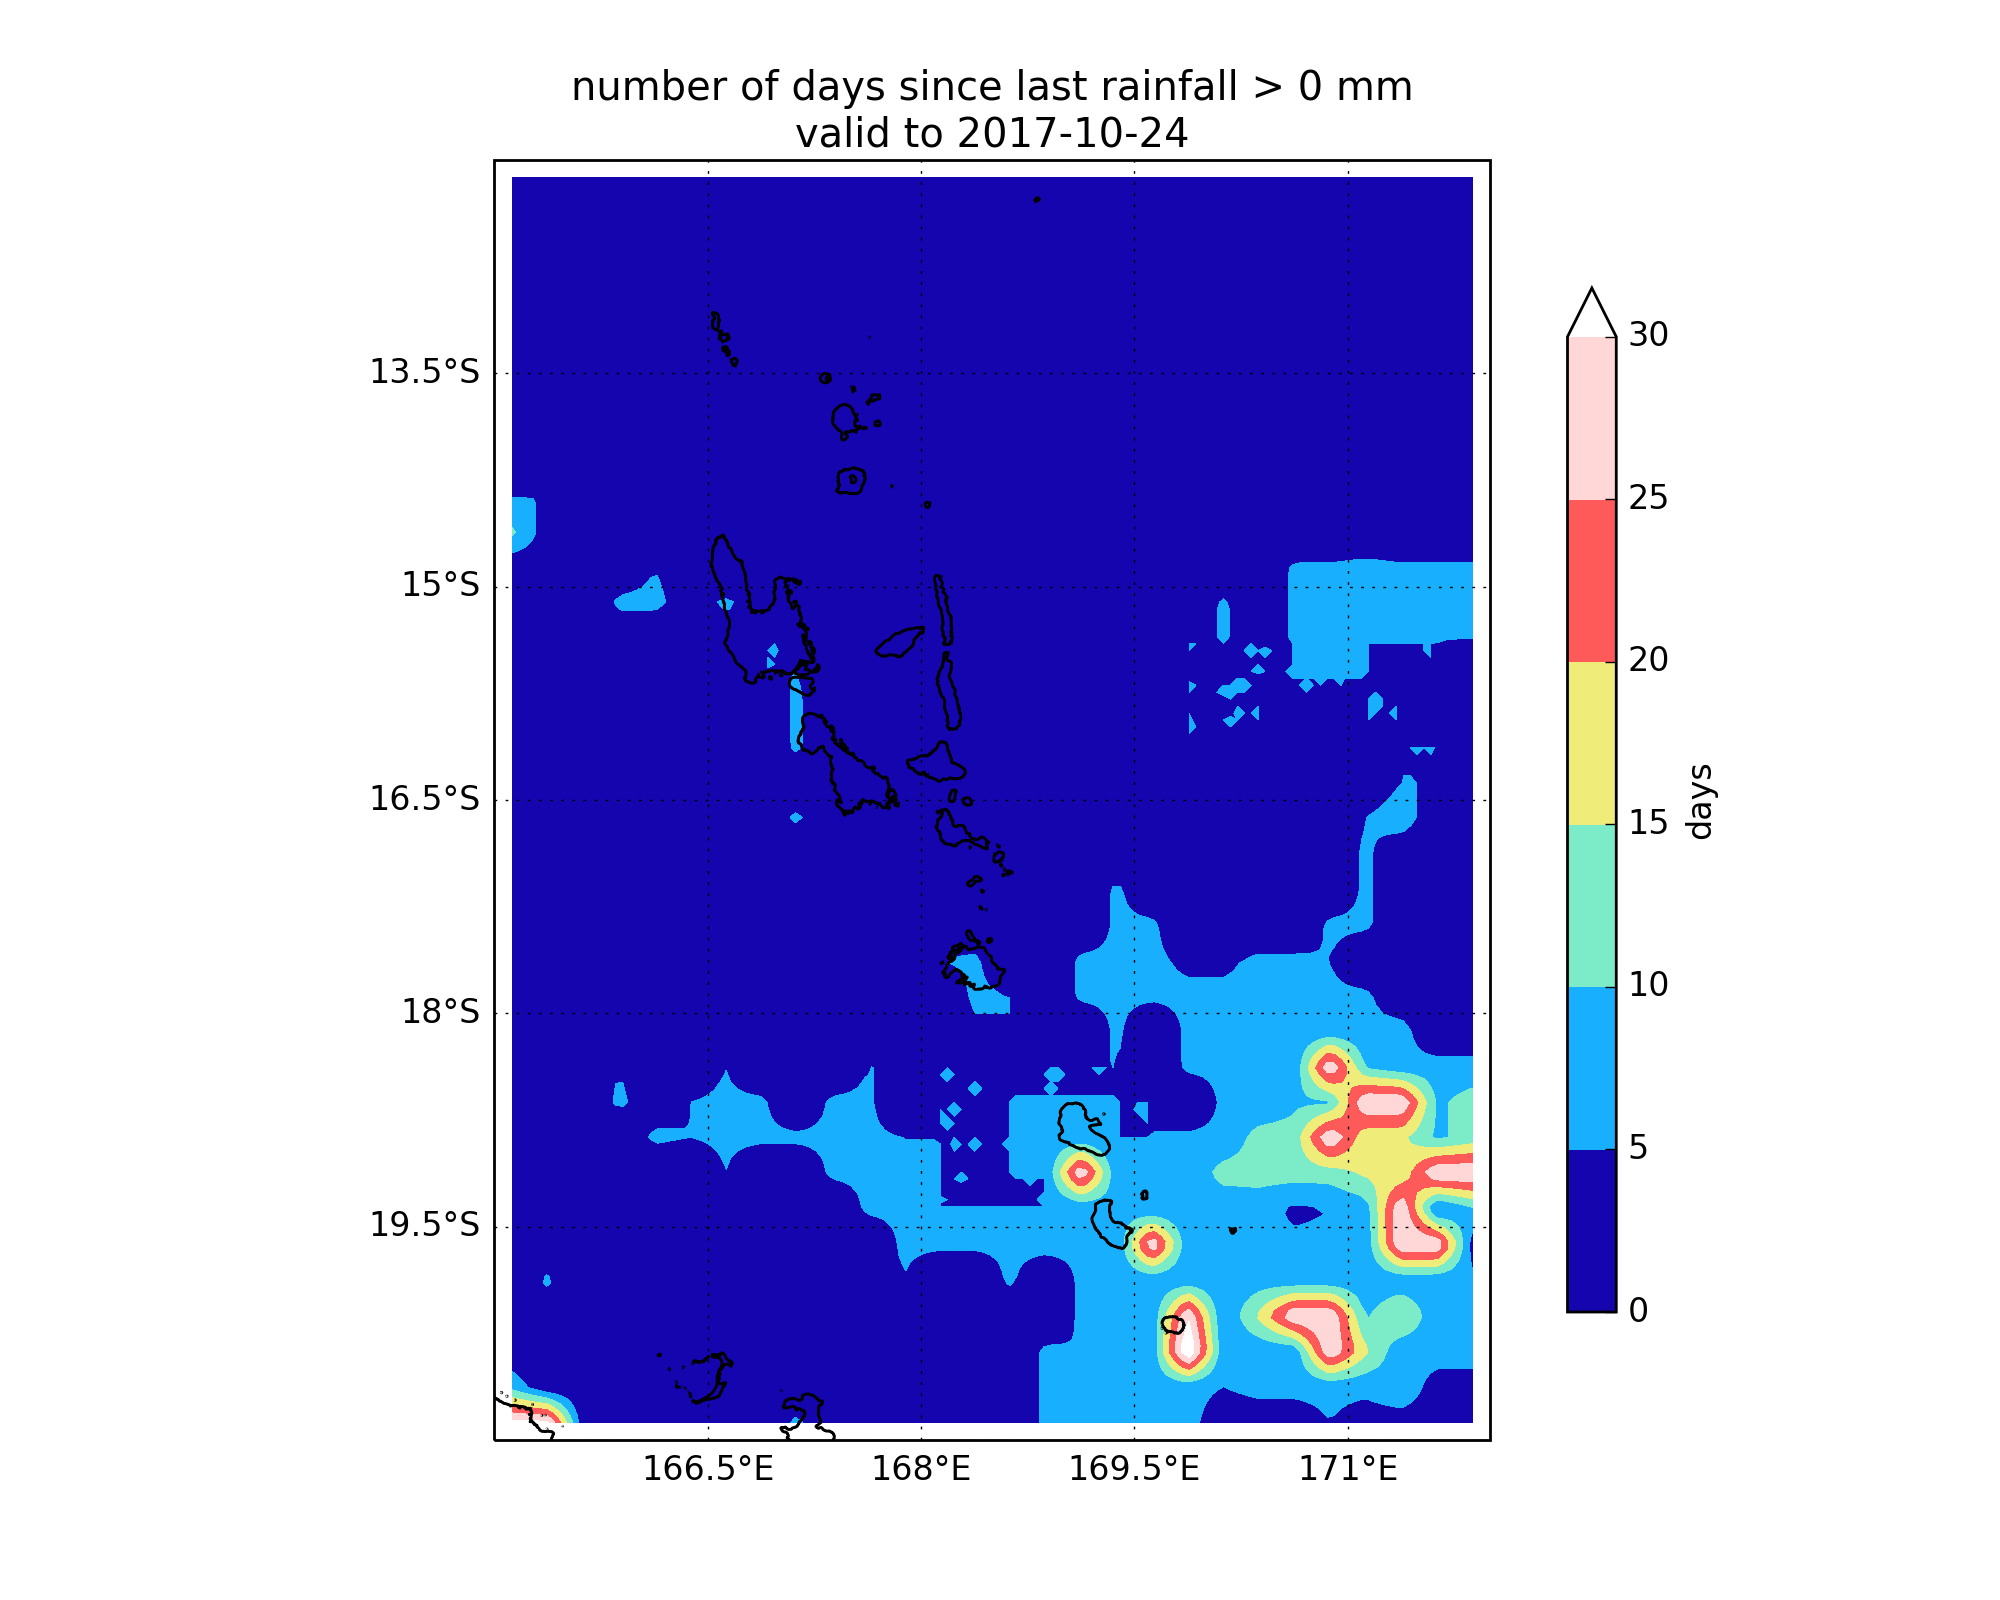 number of days since last rainfall > 0 mm
valid to 2017-10-24
13.5°S
15°S
16.5°S
18°S
19.5°S
166.5°E
168°E
169.5°E
171°E
30
25
20
15
10
5
0
days